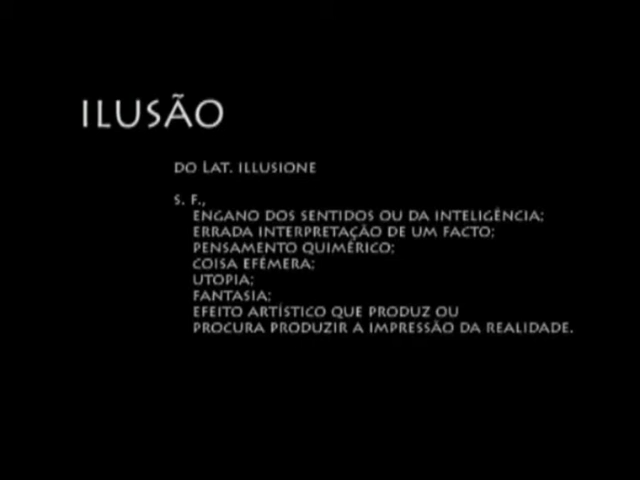 ILUSÃO
DO LAT. ILLUSIONE
S. F.,
ENGANO DOS SENTIDOS OU DA INTELIGÊNCIA;
ERRADA INTERPRETAÇÃO DE UM FACTO;
PENSAMENTO QUIMÉRICO;
COISA EFÉMERA;
UTOPIA;
FANTASIA;
EFEITO ARTÍSTICO QUE PRODUZ OU
PROCURA PRODUZIR A IMPRESSÃO DA REALIDADE.